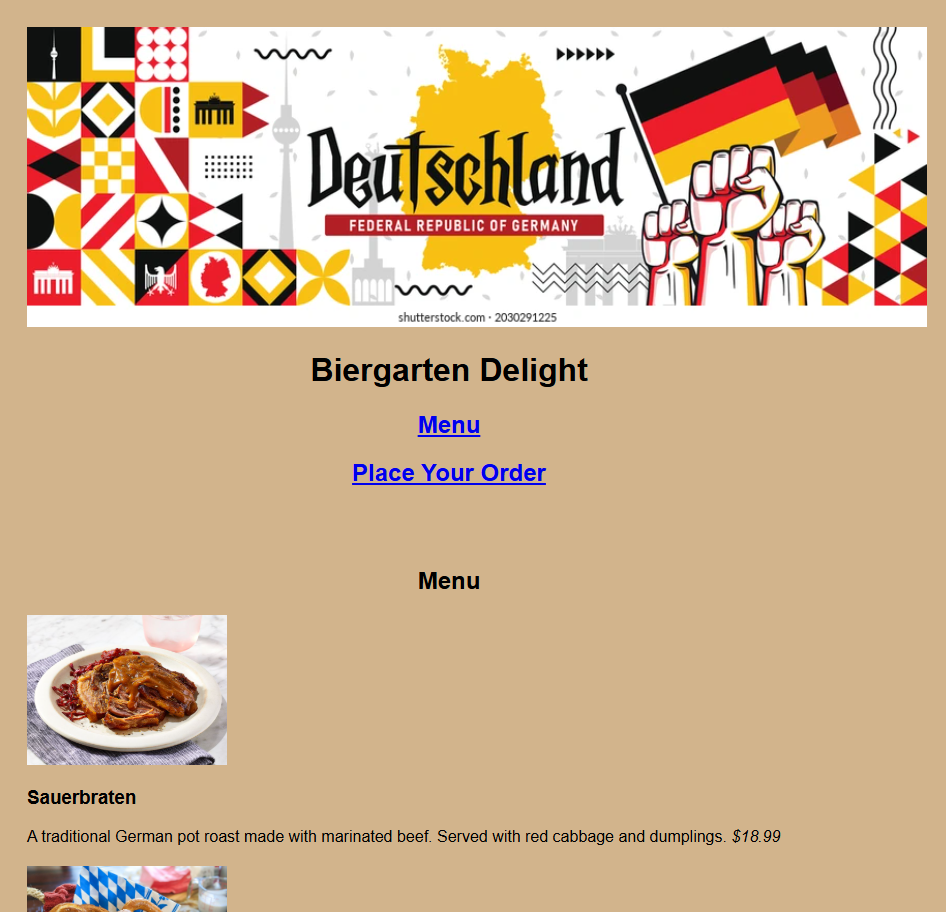 Deutschland
FEDERAL REPUBLIC OF GERMANY
shutterstock.com · 2030291225
Biergarten Delight
Menu
Place Your Order
Menu
Sauerbraten
A traditional German pot roast made with marinated beef. Served with red cabbage and dumplings. $18.99